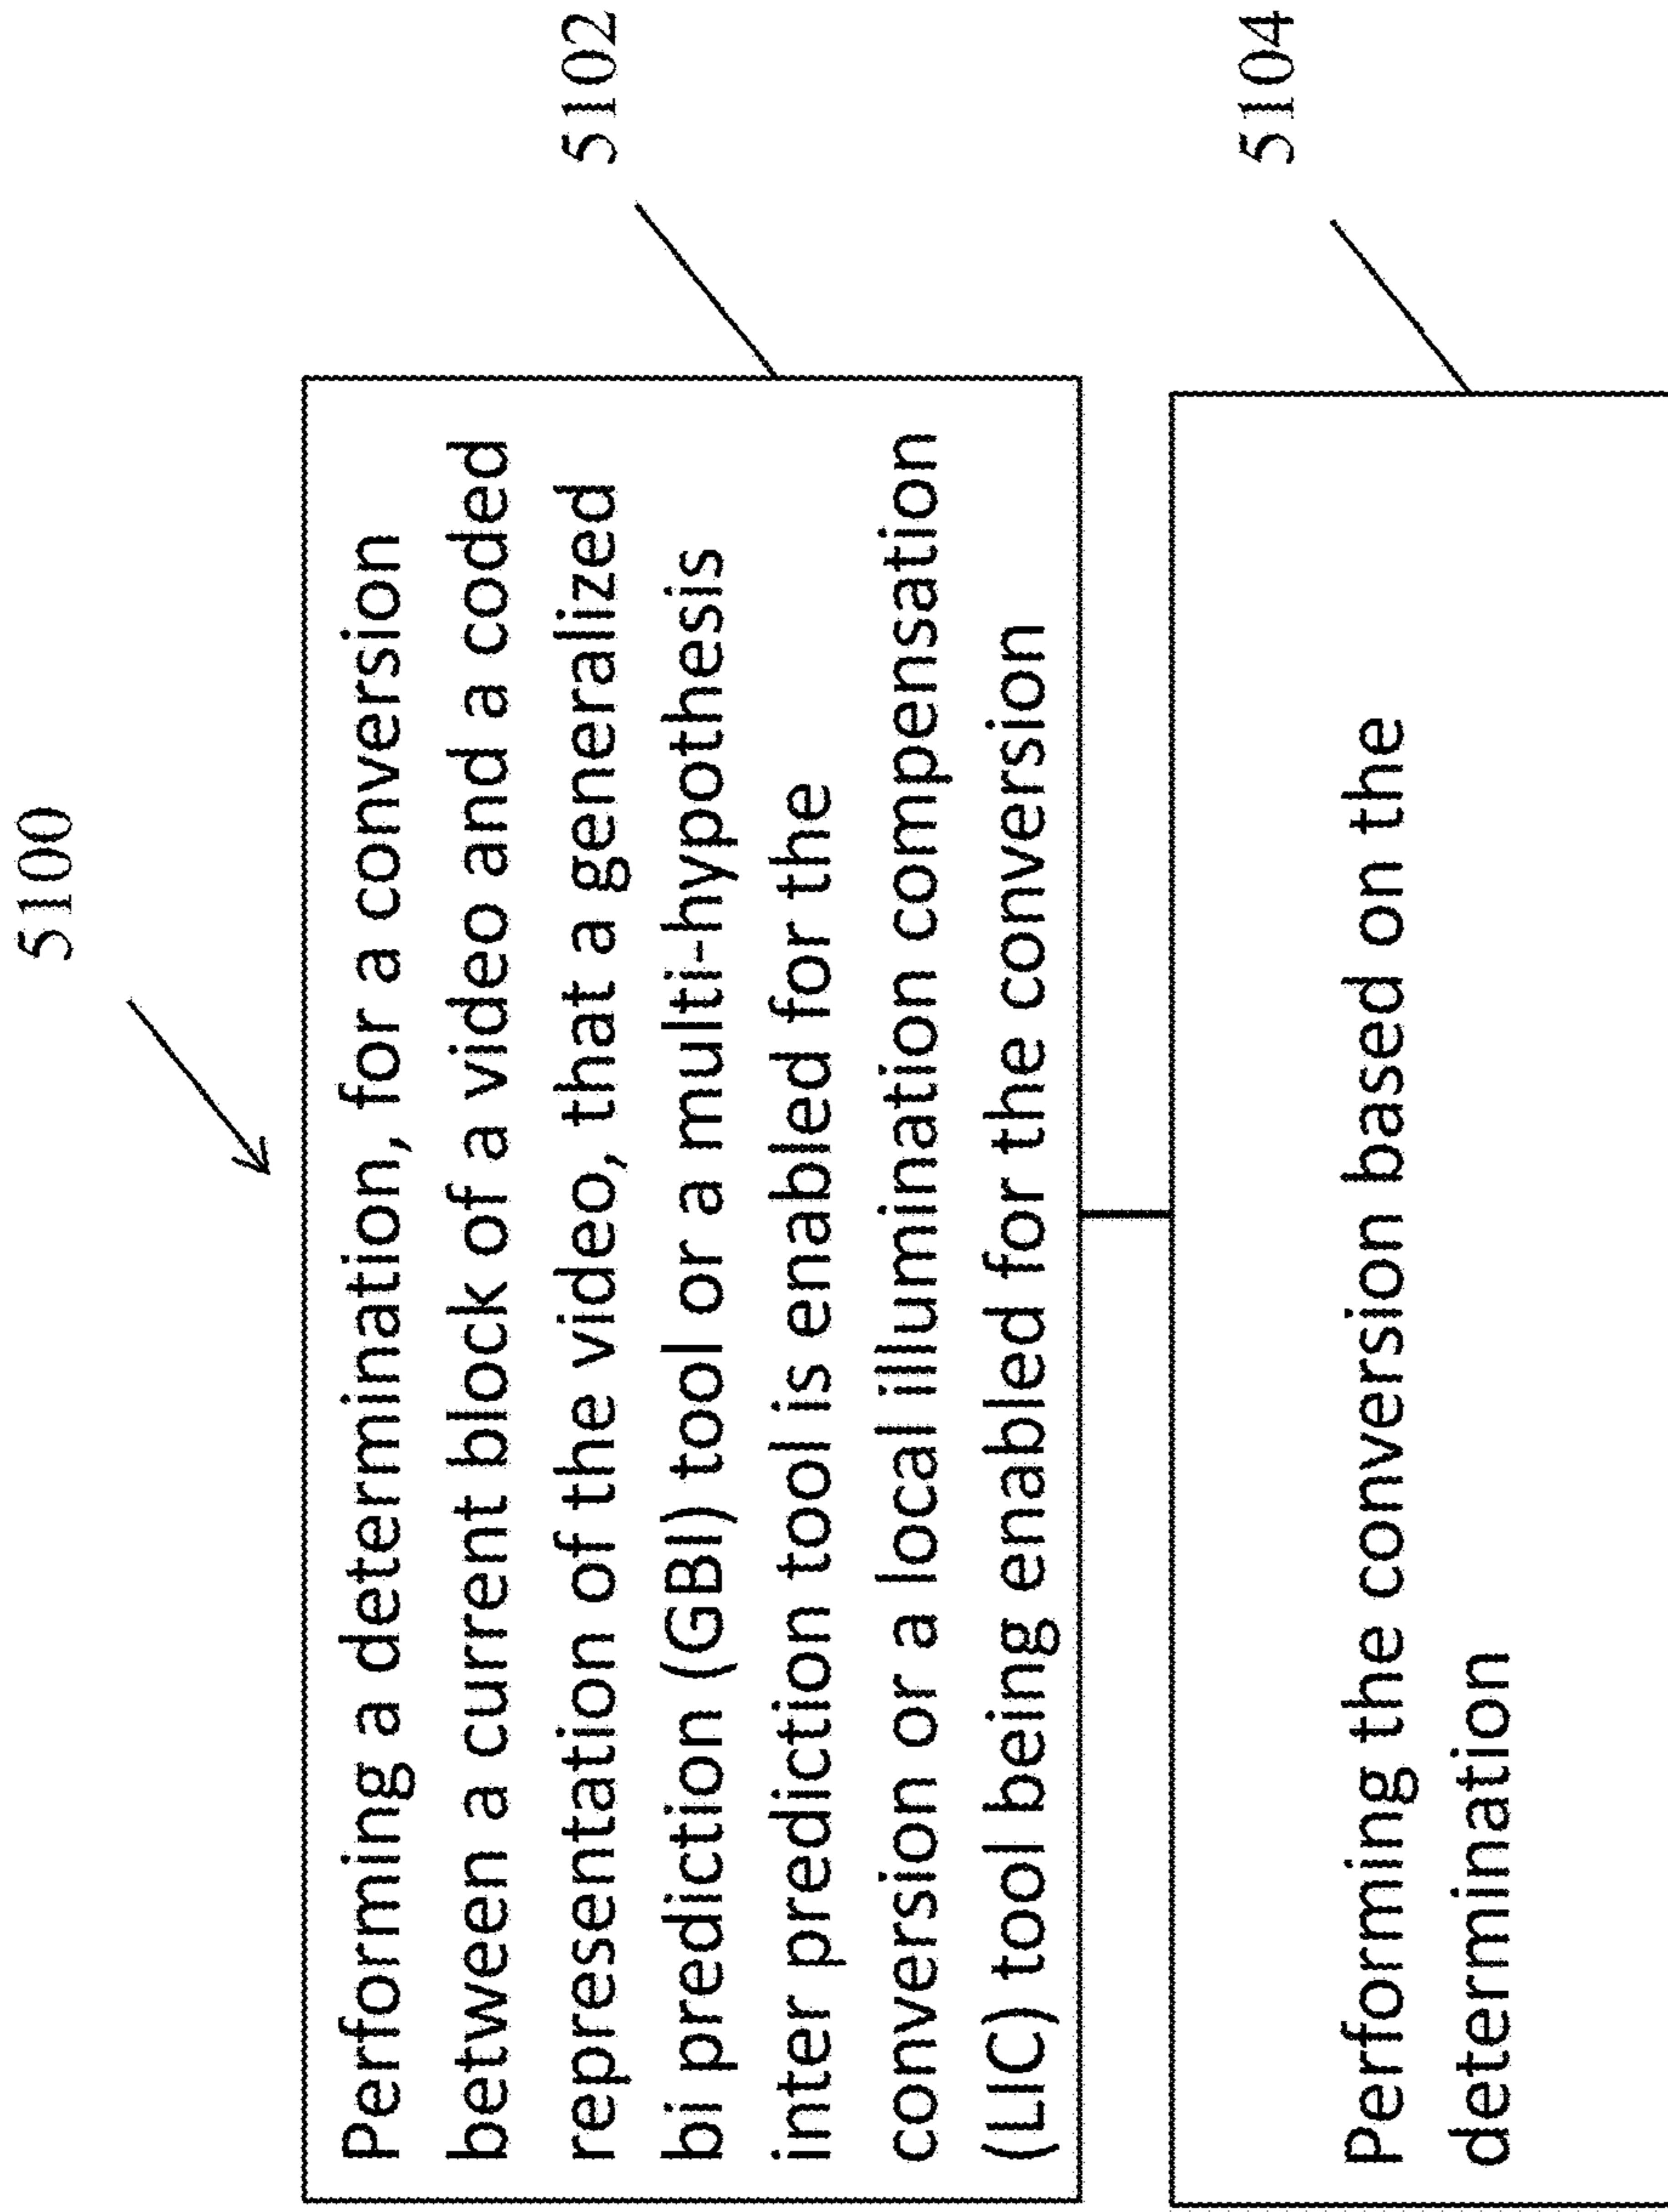 5100
Performing a determination, for a conversion
between a current block of a video and a coded
representation of the video, that a generalized
bi prediction (GBI) tool or a multi-hypothesis
inter prediction tool is enabled for the
conversion or a local illumination compensation
(LIC) tool being enabled for the conversion
5102
Performing the conversion based on the
determination
5104